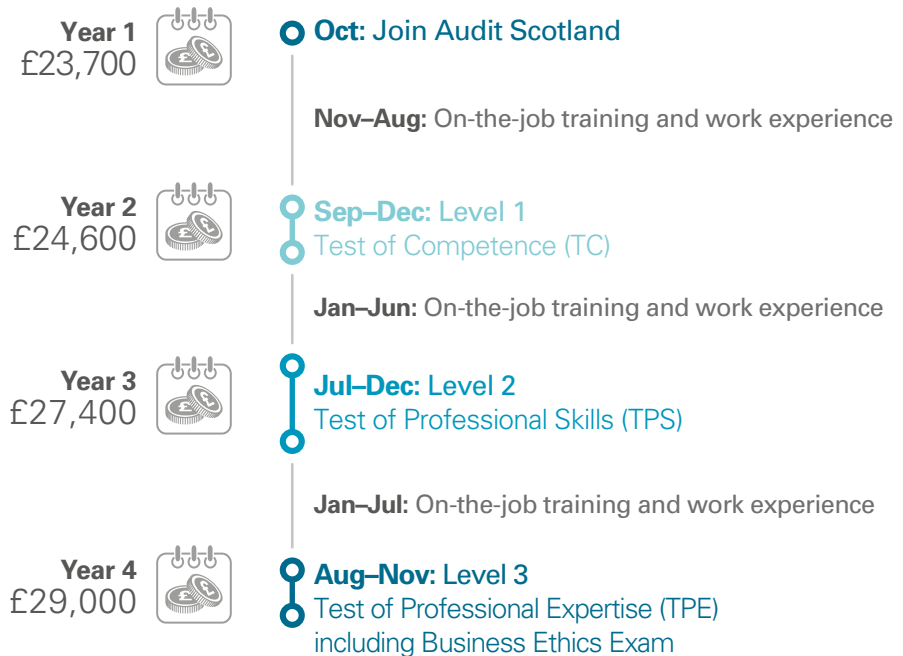 Year 1
£23,700
Oct: Join Audit Scotland
Nov–Aug: On-the-job training and work experience
Year 2
£24,600
Sep–Dec: Level 1
Test of Competence (TC)
Jan–Jun: On-the-job training and work experience
Year 3
£27,400
Jul–Dec: Level 2
Test of Professional Skills (TPS)
Jan–Jul: On-the-job training and work experience
Year 4
£29,000
Aug–Nov: Level 3
Test of Professional Expertise (TPE)
including Business Ethics Exam